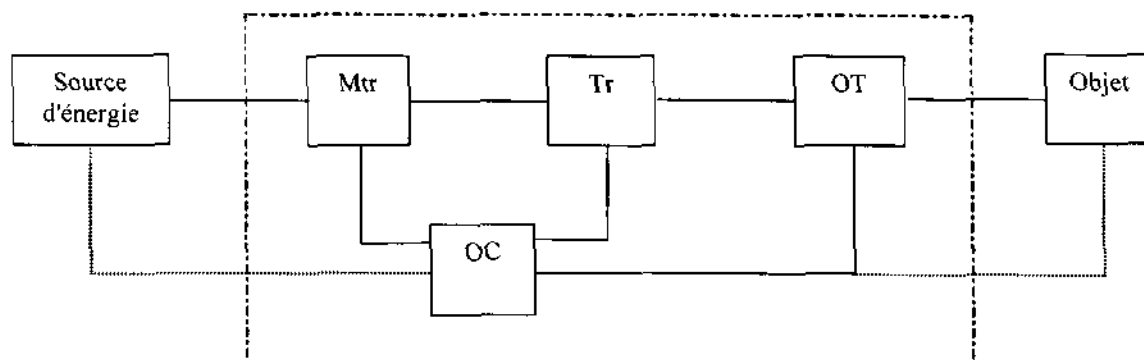 Source
d'énergie
Mtr
Tr
OT
Objet
OC